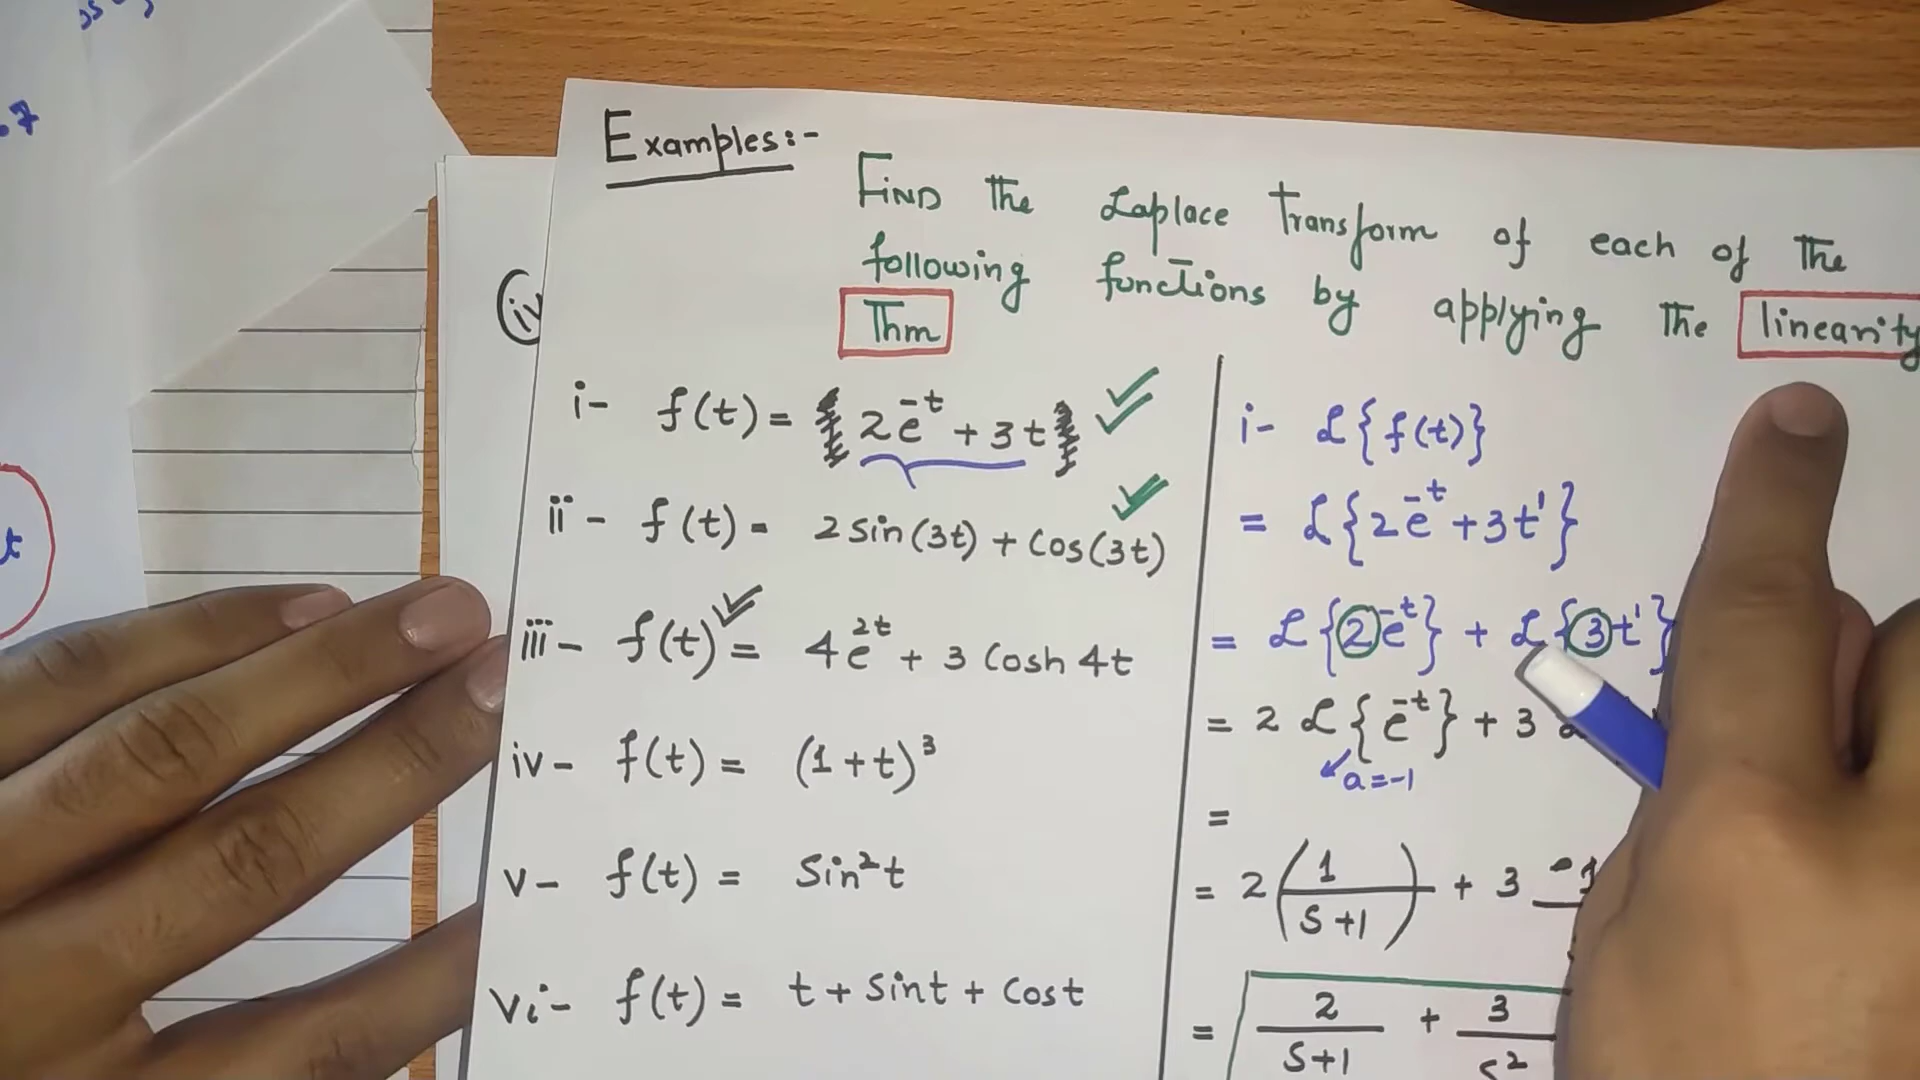 Examples:-
Find the Laplace Transform of each of the
following functions by applying the linearity
Thm
i- f(t) = { 2e^-t + 3t }
ii- f(t) = 2 sin(3t) + cos(3t)
iii- f(t) = 4e^2t + 3 Cosh 4t
iv- f(t) = (1+t)^3
v- f(t) = Sin^2 t
vi- f(t) = t + Sint + Cost
i- ℒ{f(t)}
= ℒ{2e^-t + 3t^1}
= ℒ{2e^-t} + ℒ{3t^1}
= 2 ℒ{e^-t} + 3
a=-1
=
= 2(1/(S+1)) + 3
= 2/(S+1) + 3/s^2
(iv
.7
t